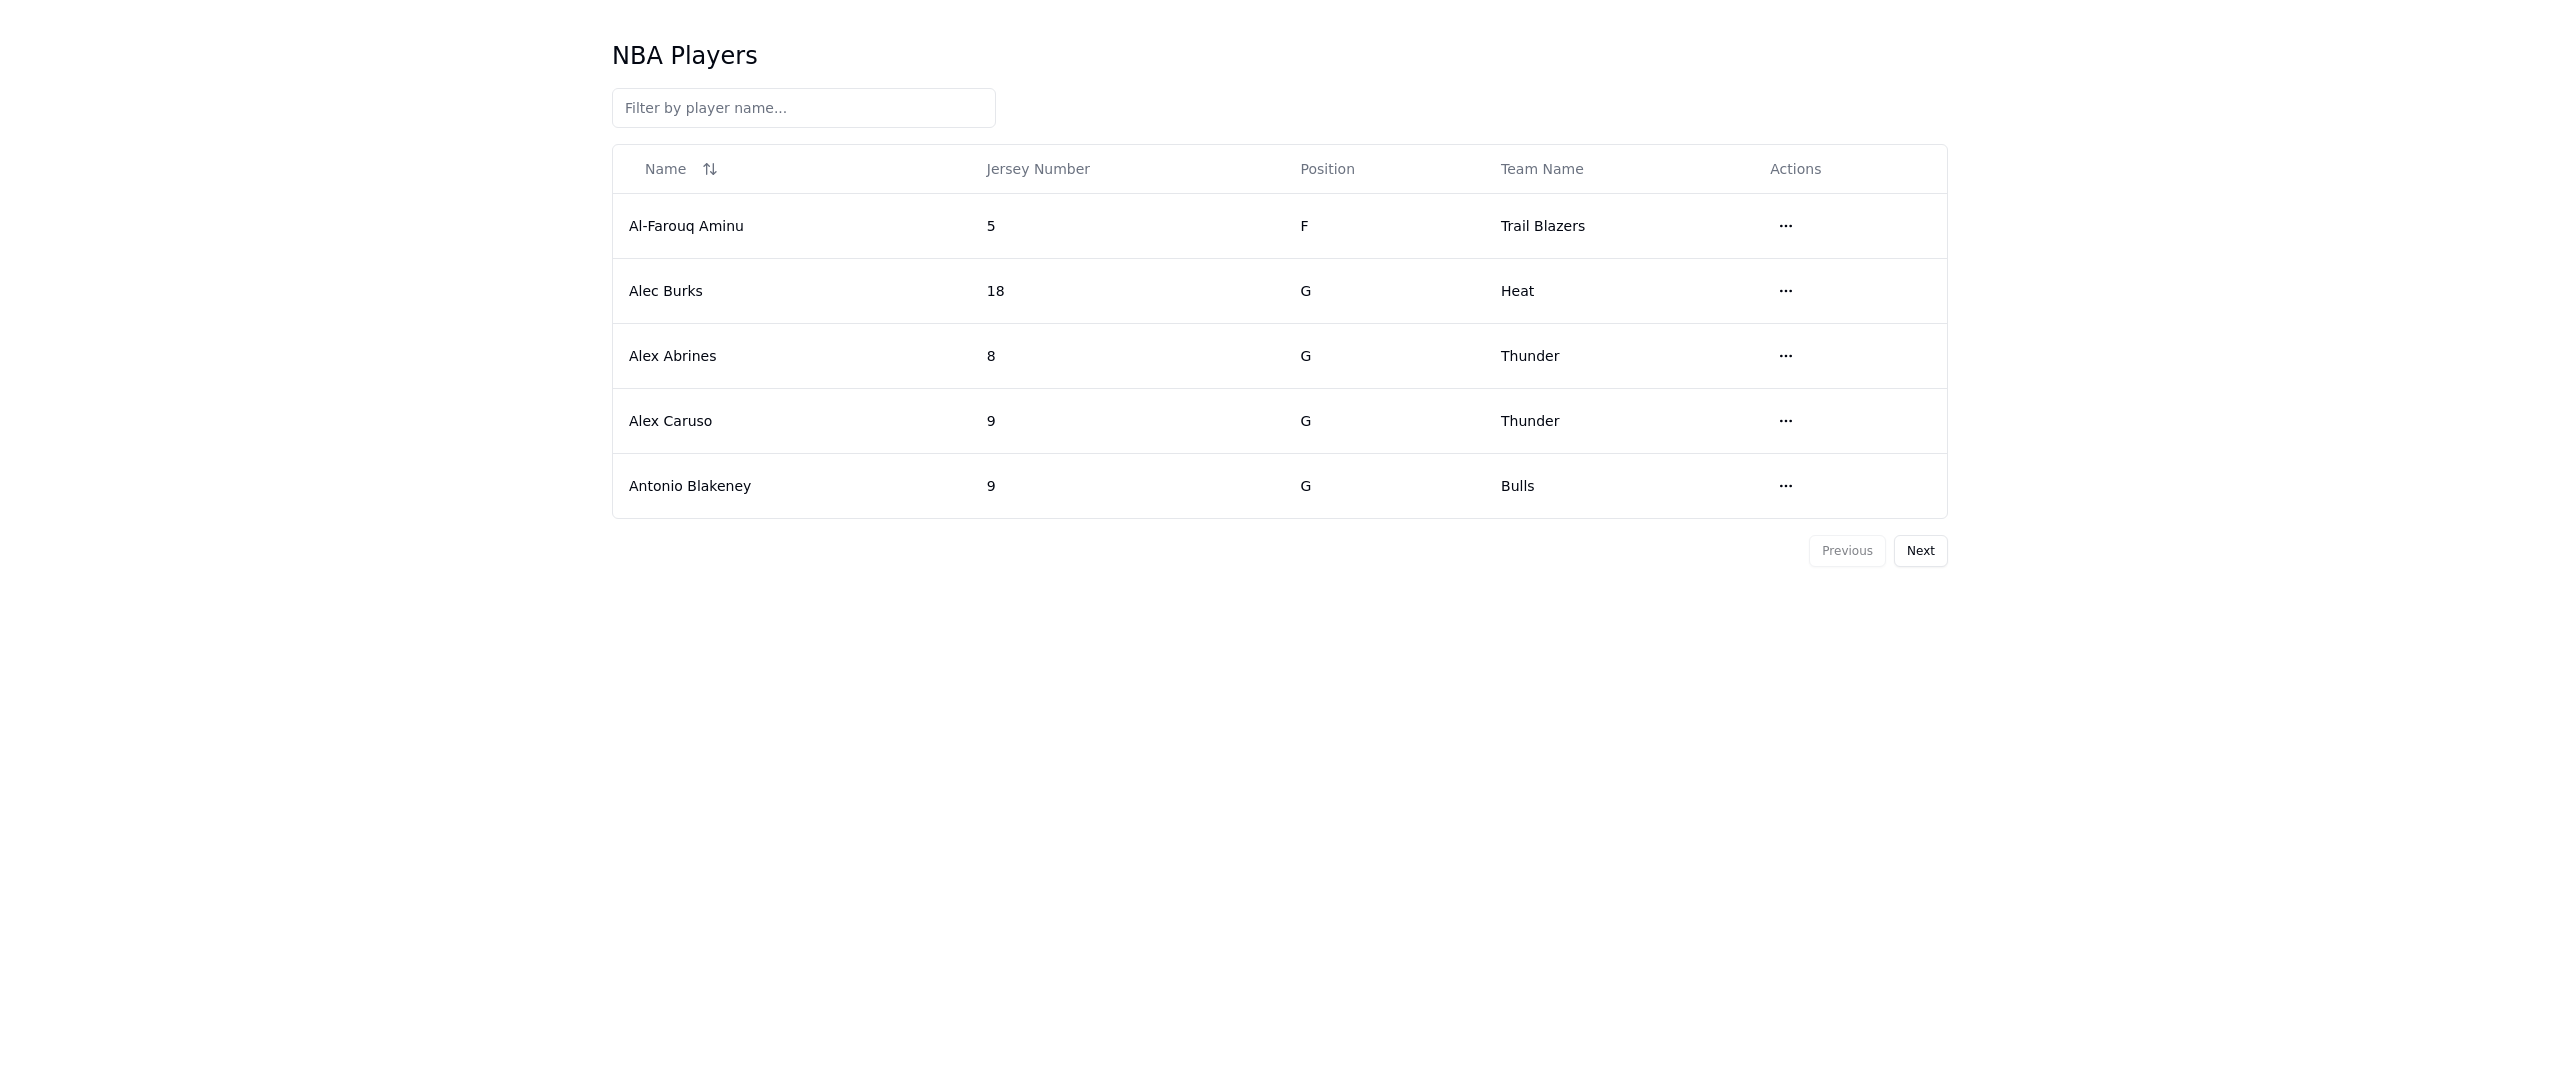 NBA Players
Filter by player name...
Name Jersey Number Position Team Name Actions
Al-Farouq Aminu 5 F Trail Blazers ...
Alec Burks 18 G Heat ...
Alex Abrines 8 G Thunder ...
Alex Caruso 9 G Thunder ...
Antonio Blakeney 9 G Bulls ...
Previous Next